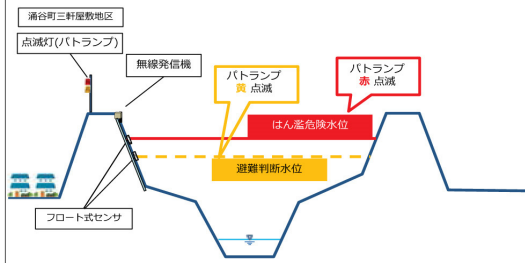 涌谷町三軒屋敷地区
点滅灯(パトランプ)
無線発信機
パトランプ
黄 点滅
パトランプ
赤 点滅
はん濫危険水位
避難判断水位
フロート式センサ